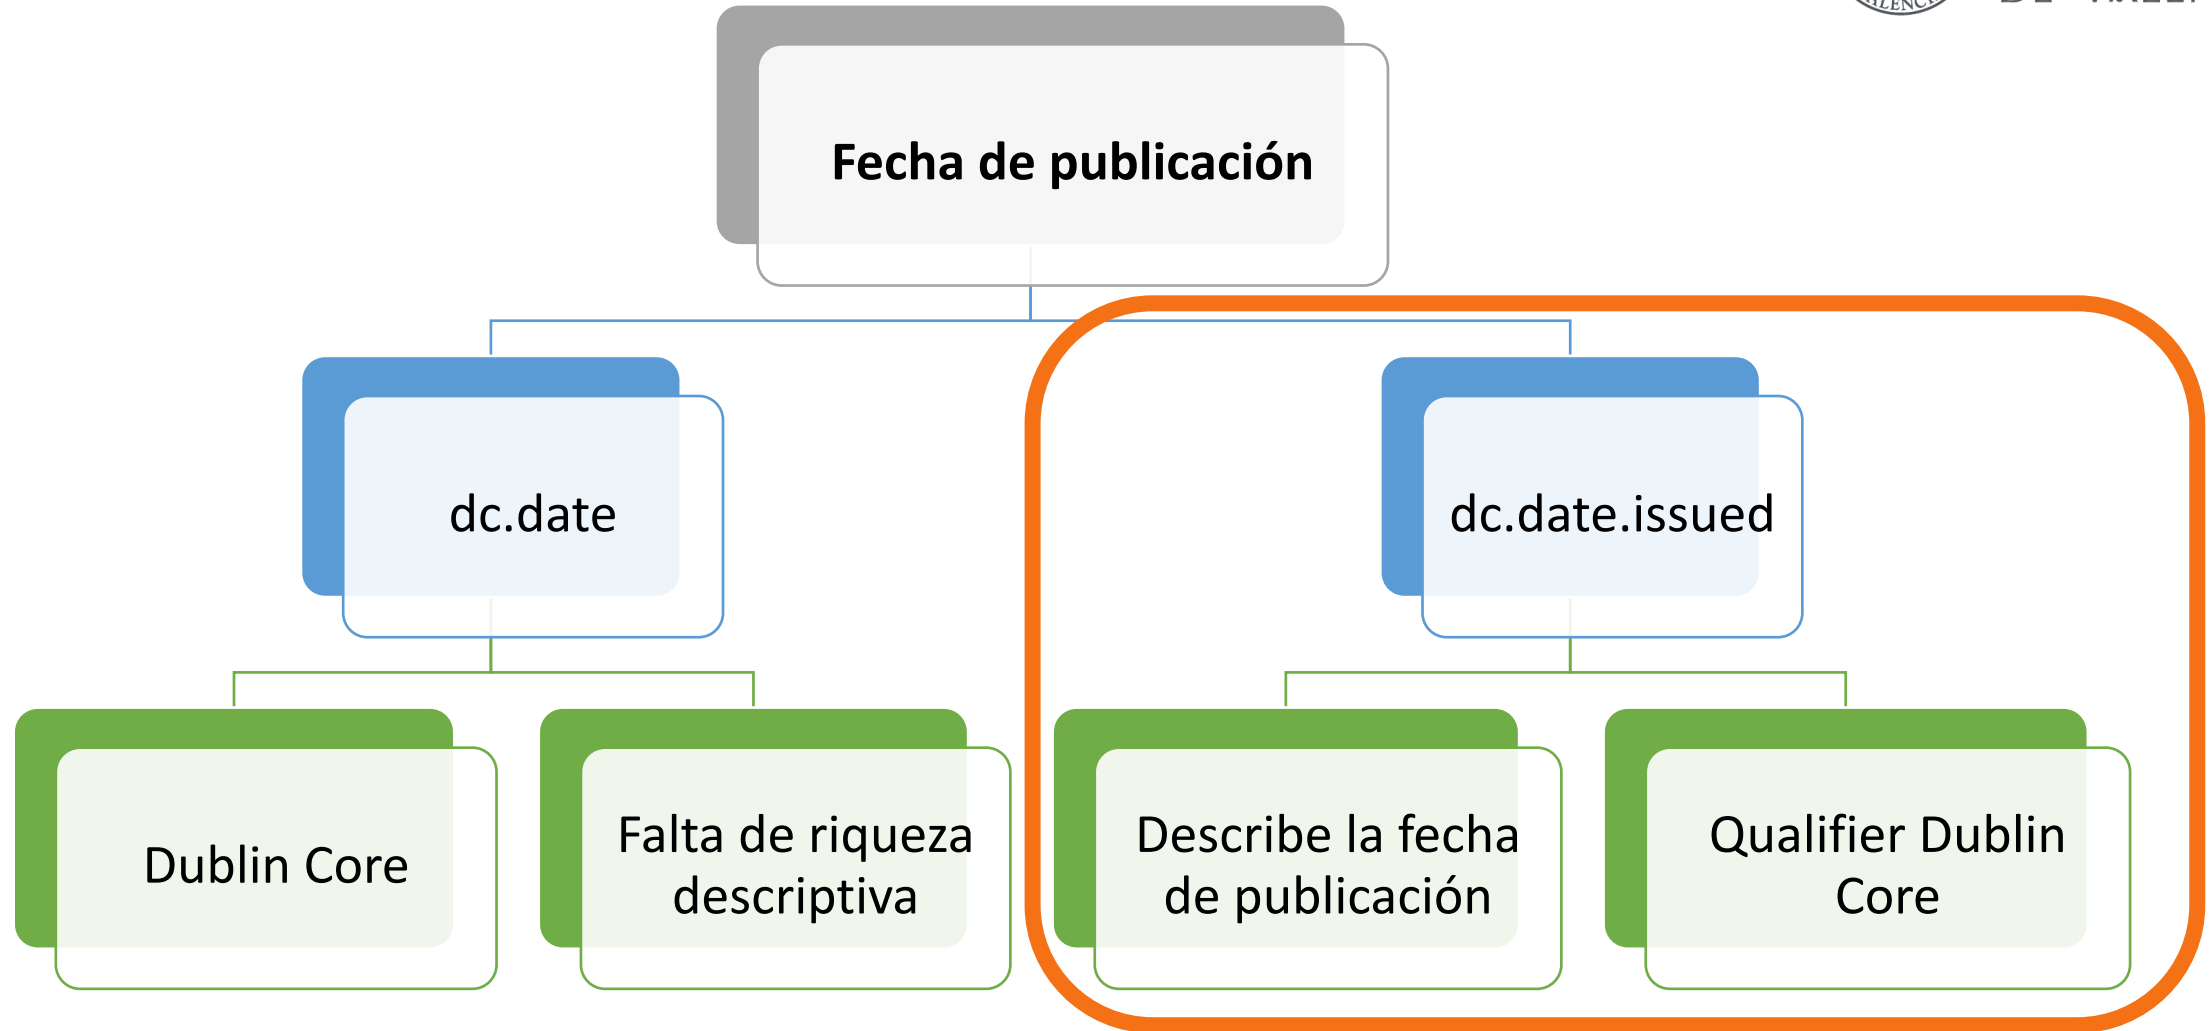 Fecha de publicación
dc.date
dc.date.issued
Dublin Core
Falta de riqueza
descriptiva
Describe la fecha
de publicación
Qualifier Dublin
Core